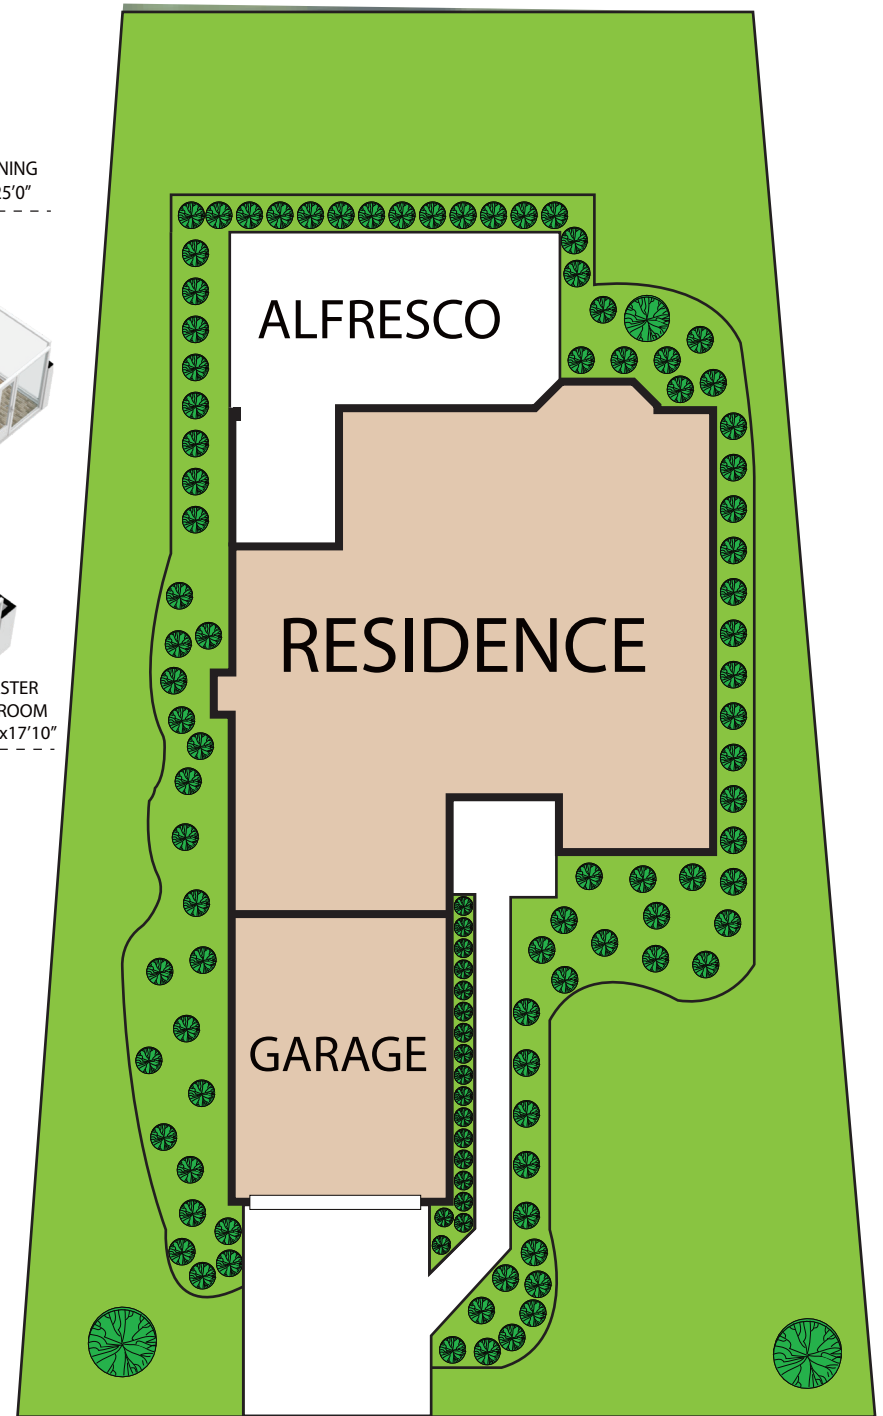 NING
25'0"
ALFRESCO
RESIDENCE
STER
ROOM
x17'10"
GARAGE